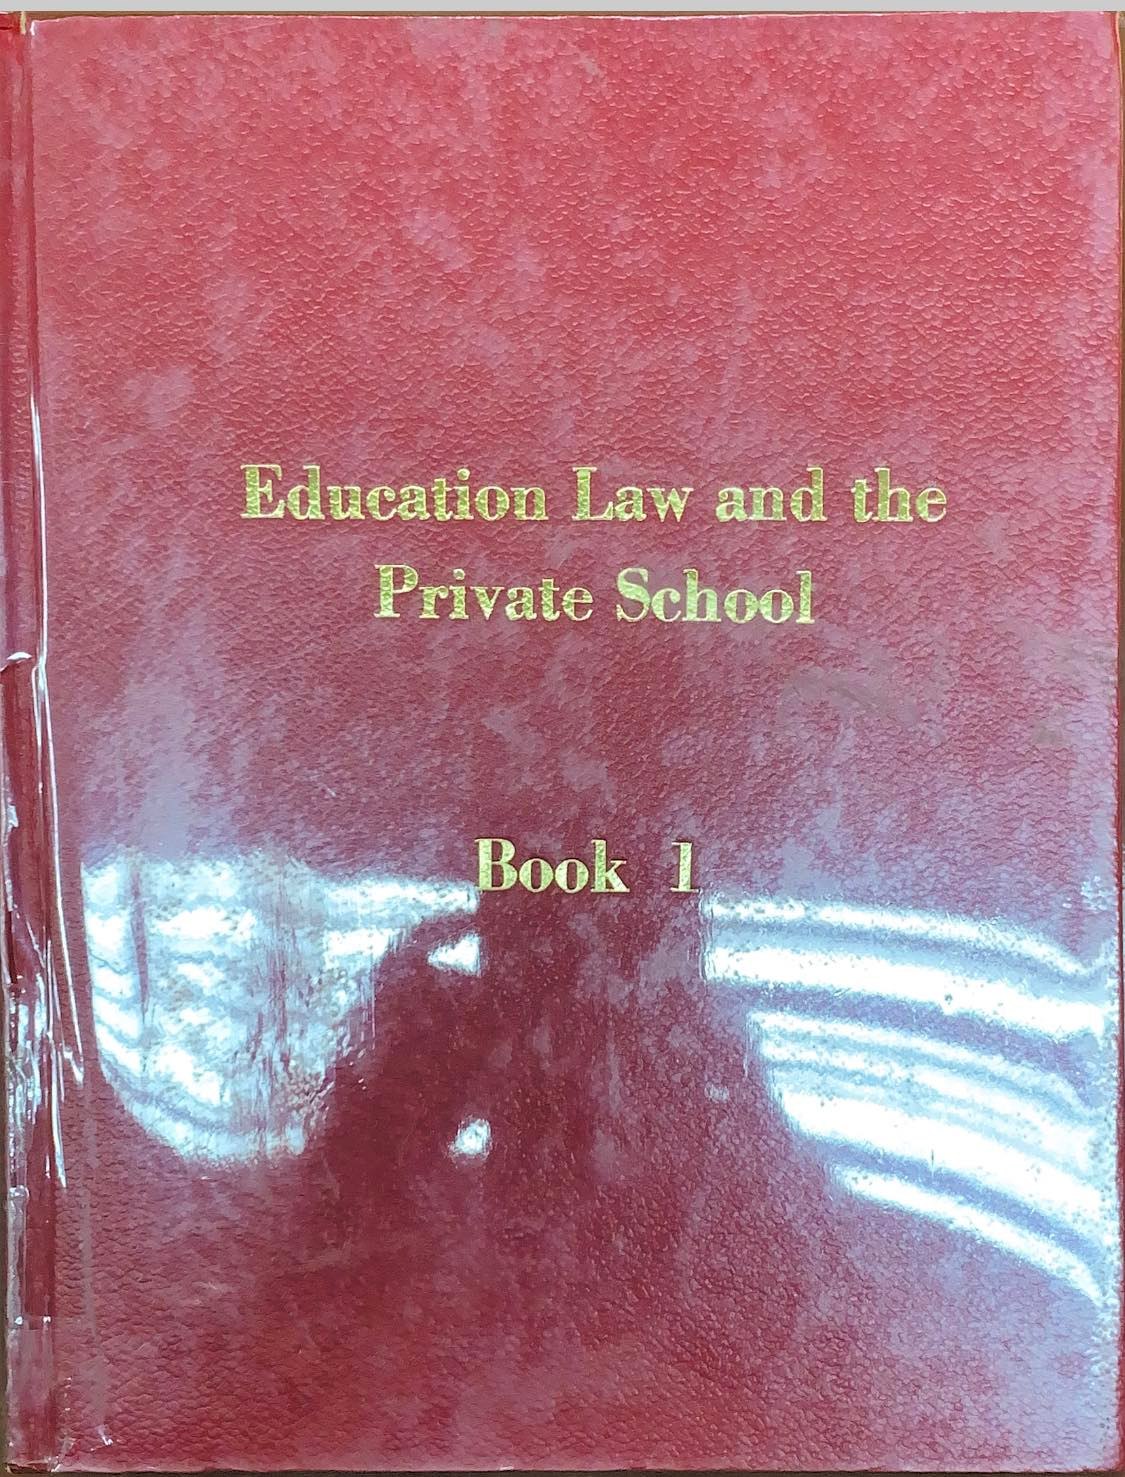 Education Law and the
Private School
Book 1